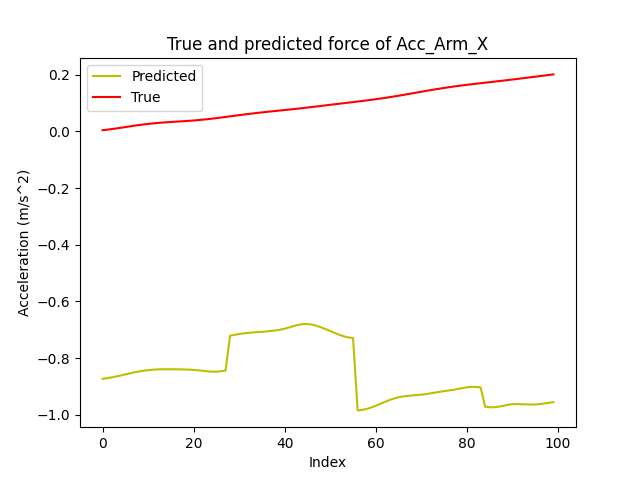 True and predicted force of Acc_Arm_X
Predicted
True
Acceleration (m/s^2)
0.2
0.0
−0.2
−0.4
−0.6
−0.8
−1.0
0 20 40 60 80 100
Index